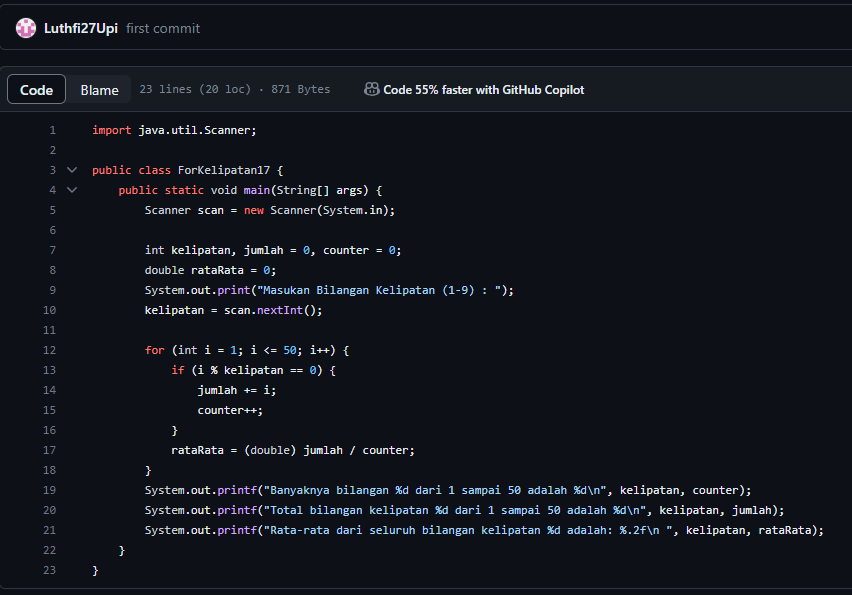 Luthfi27Upi first commit
Code Blame 23 lines (20 loc) · 871 Bytes Code 55% faster with GitHub Copilot
1 import java.util.Scanner;
2
3 public class ForKelipatan17 {
4 public static void main(String[] args) {
5 Scanner scan = new Scanner(System.in);
6
7 int kelipatan, jumlah = 0, counter = 0;
8 double rataRata = 0;
9 System.out.print("Masukan Bilangan Kelipatan (1-9) : ");
10 kelipatan = scan.nextInt();
11
12 for (int i = 1; i <= 50; i++) {
13 if (i % kelipatan == 0) {
14 jumlah += i;
15 counter++;
16 }
17 rataRata = (double) jumlah / counter;
18 }
19 System.out.printf("Banyaknya bilangan %d dari 1 sampai 50 adalah %d\n", kelipatan, counter);
20 System.out.printf("Total bilangan kelipatan %d dari 1 sampai 50 adalah %d\n", kelipatan, jumlah);
21 System.out.printf("Rata-rata dari seluruh bilangan kelipatan %d adalah: %.2f\n ", kelipatan, rataRata);
22 }
23 }